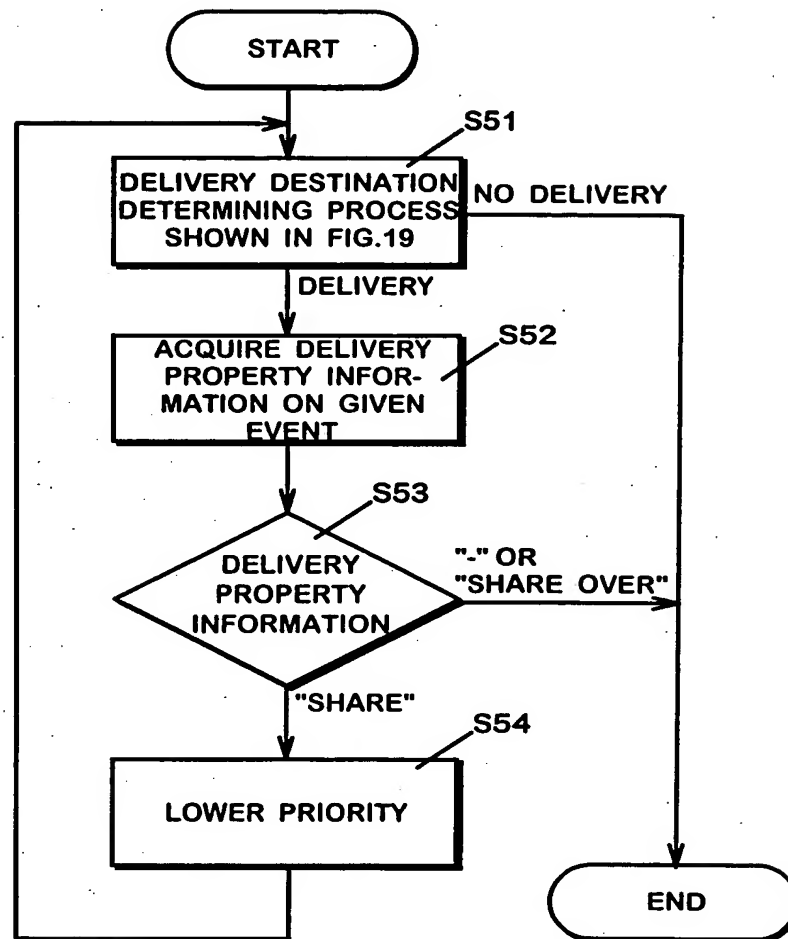 START
S51
DELIVERY DESTINATION
DETERMINING PROCESS
SHOWN IN FIG.19
NO DELIVERY
DELIVERY
S52
ACQUIRE DELIVERY
PROPERTY INFOR-
MATION ON GIVEN
EVENT
S53
DELIVERY
PROPERTY
INFORMATION
"-" OR
"SHARE OVER"
"SHARE"
S54
LOWER PRIORITY
END